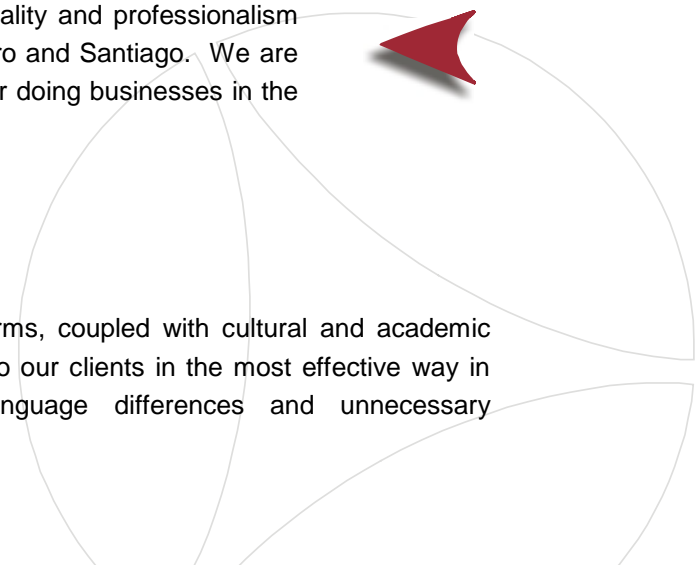 ality and professionalism
ro and Santiago. We are
r doing businesses in the
rms, coupled with cultural and academic
o our clients in the most effective way in
nguage differences and unnecessary